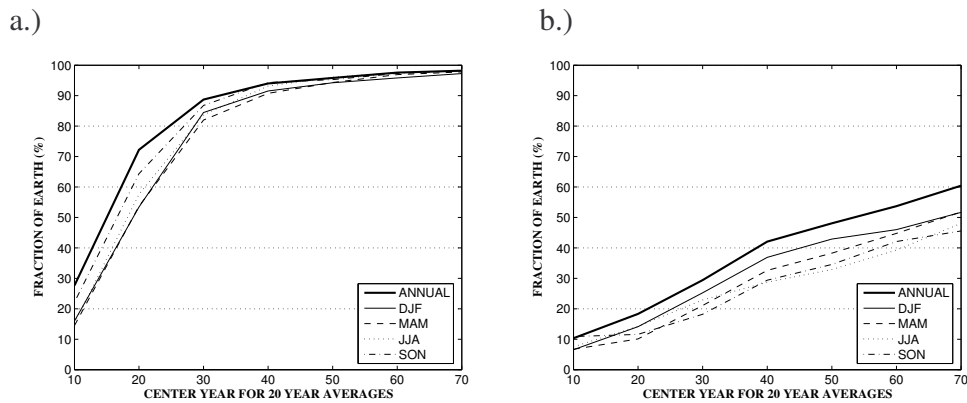 a.)
100
90
80
70
60
50
40
30
20
10
0
FRACTION OF EARTH (%)
ANNUAL
DJF
MAM
JJA
SON
10 20 30 40 50 60 70
CENTER YEAR FOR 20 YEAR AVERAGES
b.)
100
90
80
70
60
50
40
30
20
10
0
FRACTION OF EARTH (%)
ANNUAL
DJF
MAM
JJA
SON
10 20 30 40 50 60 70
CENTER YEAR FOR 20 YEAR AVERAGES